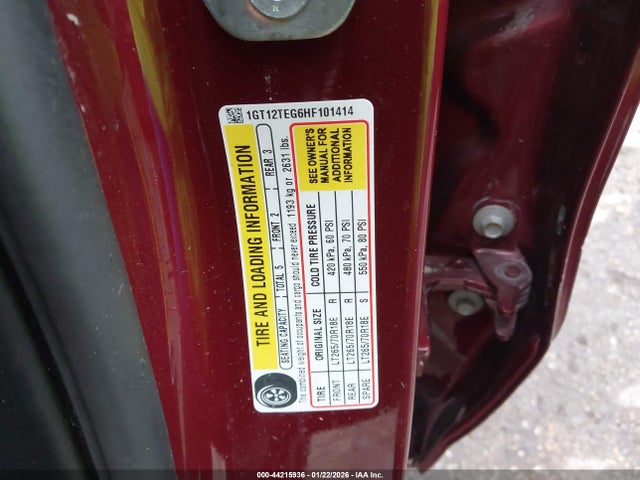 1GT12TEG6HF101414
TIRE AND LOADING INFORMATION
SEATING CAPACITY TOTAL 5 FRONT 2 REAR 3
The combined weight of occupants and cargo should never exceed 1193 kg or 2631 lbs.
TIRE ORIGINAL SIZE COLD TIRE PRESSURE
FRONT LT265/70R18E R 420 kPa, 60 PSI
REAR LT265/70R18E R 480 kPa, 70 PSI
SPARE LT265/70R18E S 550 kPa, 80 PSI
SEE OWNER'S
MANUAL FOR
ADDITIONAL
INFORMATION
000-44215936 - 01/22/2026 - © IAA, Inc.